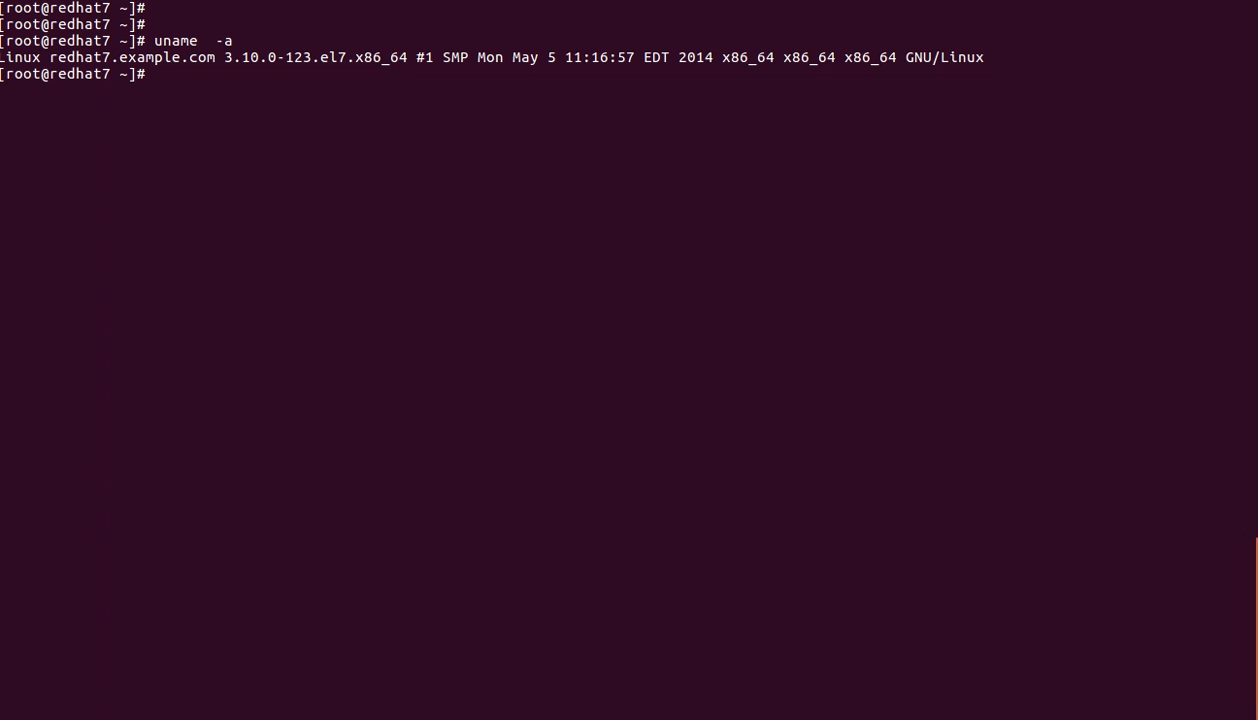 [root@redhat7 ~]#
[root@redhat7 ~]#
[root@redhat7 ~]# uname  -a
Linux redhat7.example.com 3.10.0-123.el7.x86_64 #1 SMP Mon May 5 11:16:57 EDT 2014 x86_64 x86_64 x86_64 GNU/Linux
[root@redhat7 ~]#